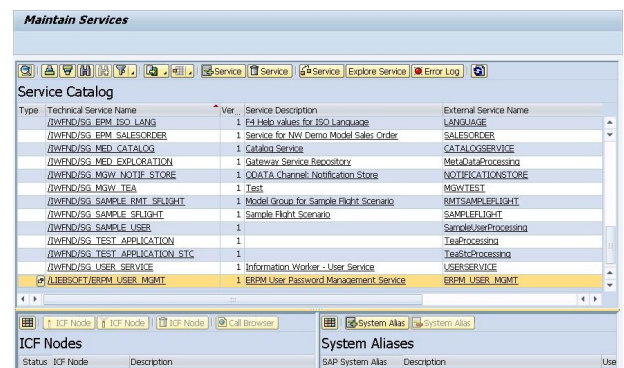 Maintain Services
Service Service Service Explore Service Error Log
Service Catalog
Type Technical Service Name Ver... Service Description External Service Name
/IWFND/SG_EPM_ISO_LANG 1 F4 Help values for ISO Language LANGUAGE
/IWFND/SG_EPM_SALESORDER 1 Service for NW Demo Model Sales Order SALESORDER
/IWFND/SG_MED_CATALOG 1 Catalog Service CATALOGSERVICE
/IWFND/SG_MED_EXPLORATION 1 Gateway Service Repository MetaDataProcessing
/IWFND/SG_MGW_NOTIF_STORE 1 ODATA Channel: Notification Store NOTIFICATIONSTORE
/IWFND/SG_MGW_TEA 1 Test MGWTEST
/IWFND/SG_SAMPLE_RMT_SFLIGHT 1 Model Group for Sample Flight Scenario RMTSAMPLEFLIGHT
/IWFND/SG_SAMPLE_SFLIGHT 1 Sample Flight Scenario SAMPLEFLIGHT
/IWFND/SG_SAMPLE_USER 1 SampleUserProcessing
/IWFND/SG_TEST_APPLICATION 1 TeaProcessing
/IWFND/SG_TEST_APPLICATION_STC 1 TeaStcProcessing
/IWFND/SG_USER_SERVICE 1 Information Worker - User Service USERSERVICE
/LIEBSOFT/ERPM_USER_MGMT 1 ERPM User Password Management Service ERPM_USER_MGMT
ICF Node ICF Node ICF Node Call Browser System Alias System Alias
ICF Nodes System Aliases
Status ICF Node Description SAP System Alias Description Use